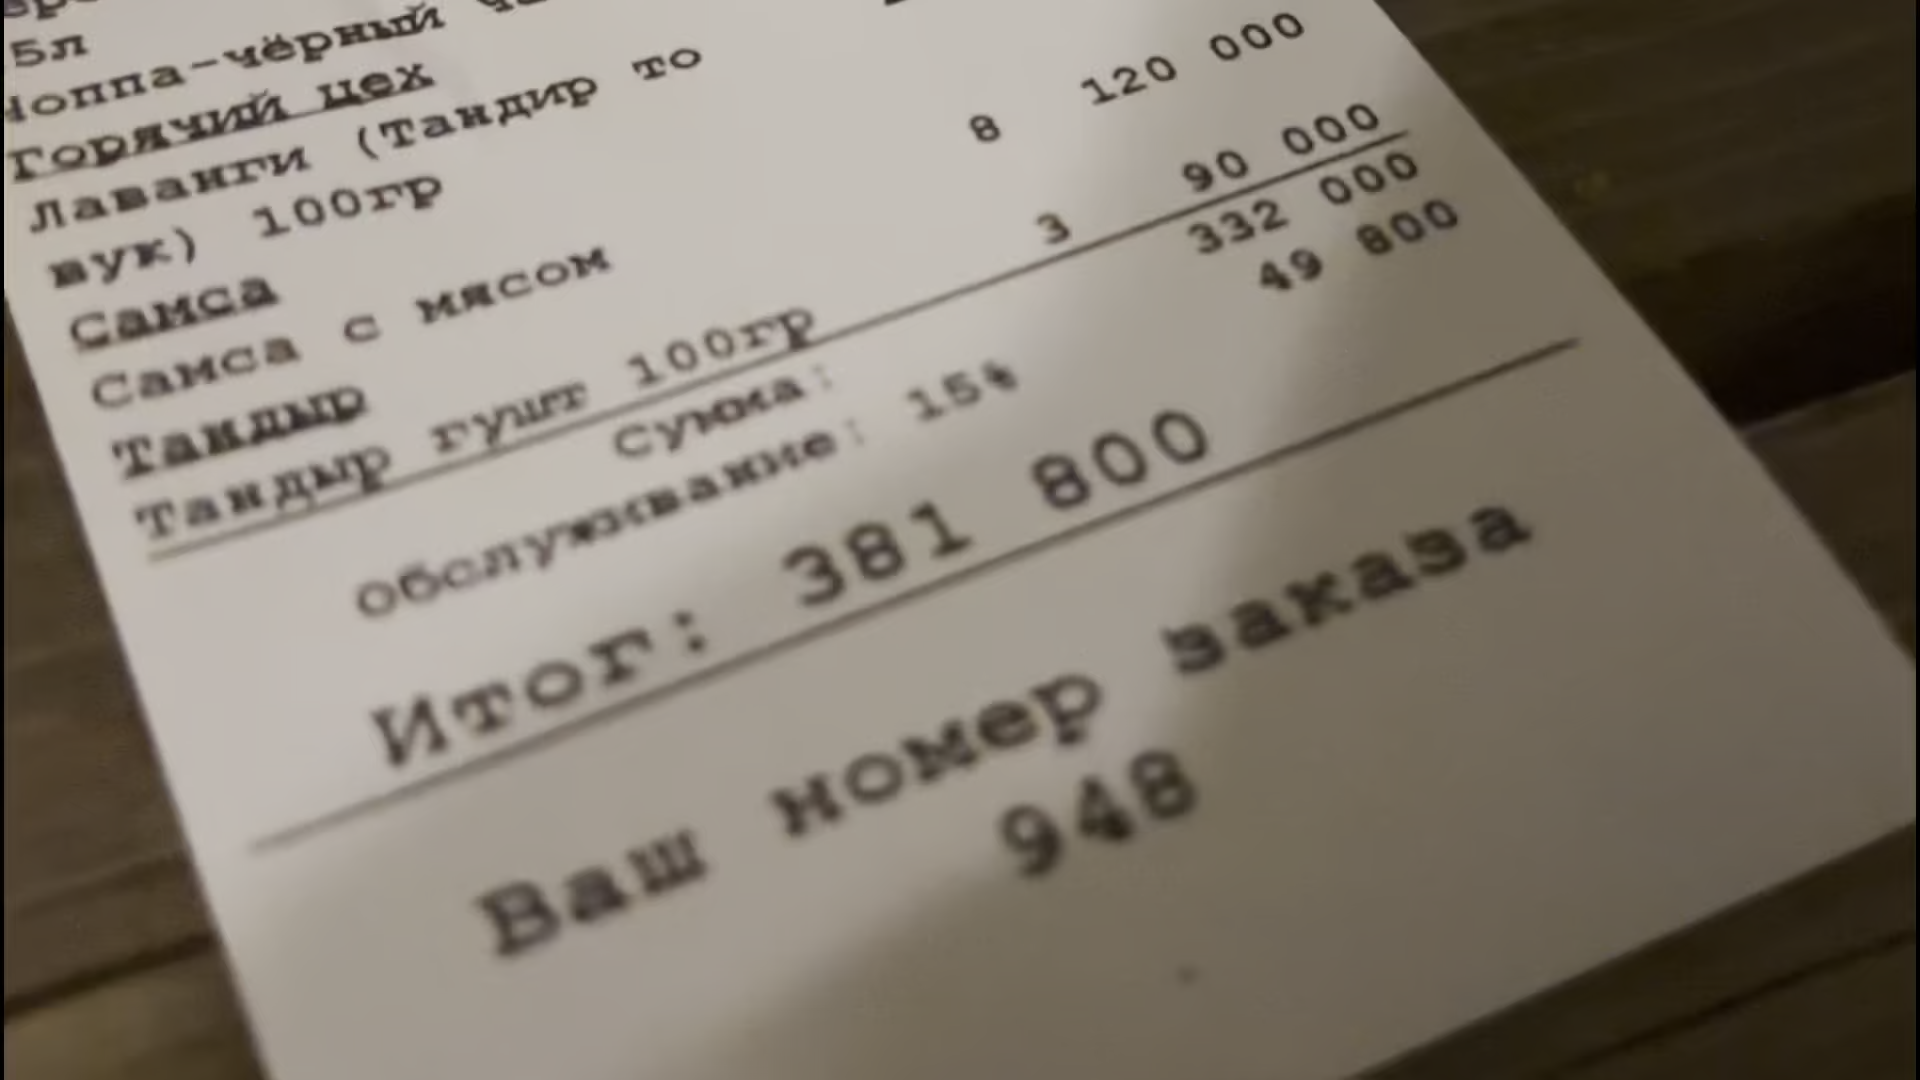 5л
чёрный
Горячий цех
Лаванги (Тандир то
вук) 100гр
Самса
Самса с мясом 8 120 000
Тандыр
Тандыр гушт 100гр 3 90 000
Сумма: 332 000
обслуживание: 15% 49 800
Итог: 381 800
Ваш номер заказа
948